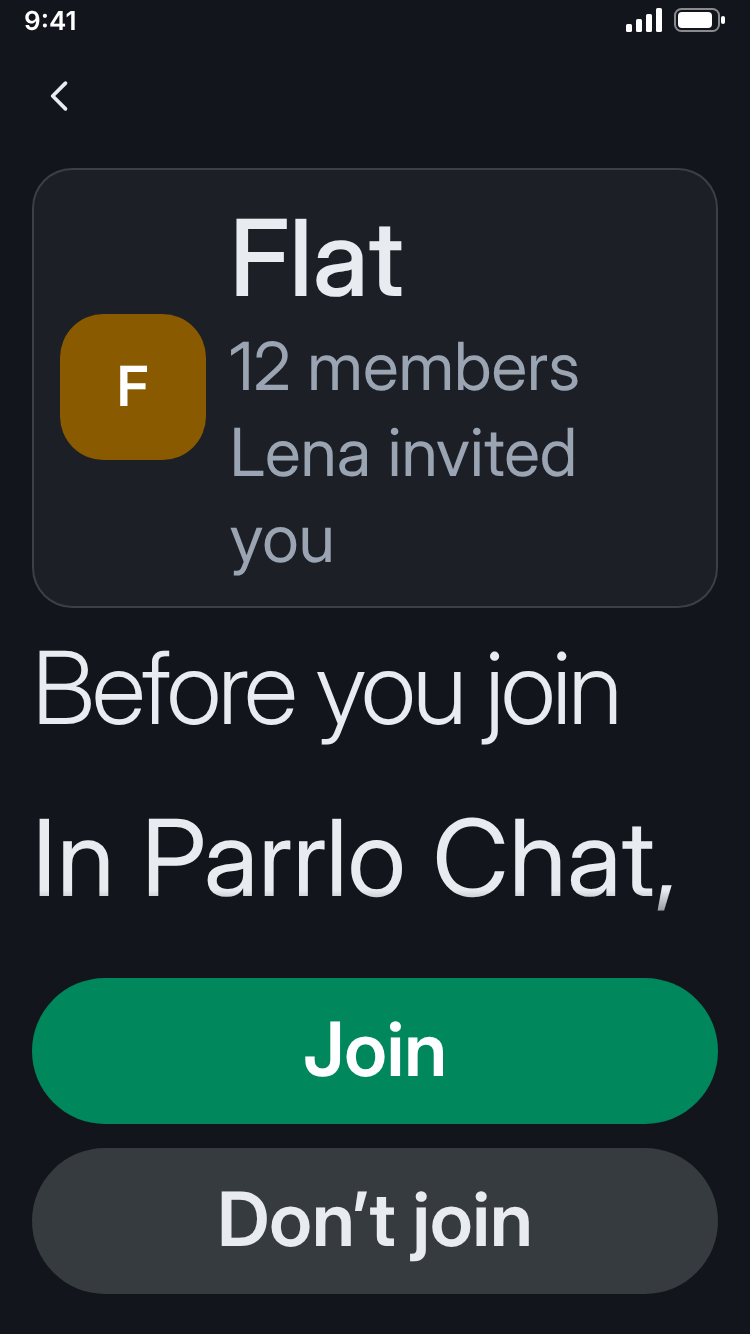 9:41
Flat
F
12 members
Lena invited
you
Before you join
In Parrlo Chat,
Join
Don’t join